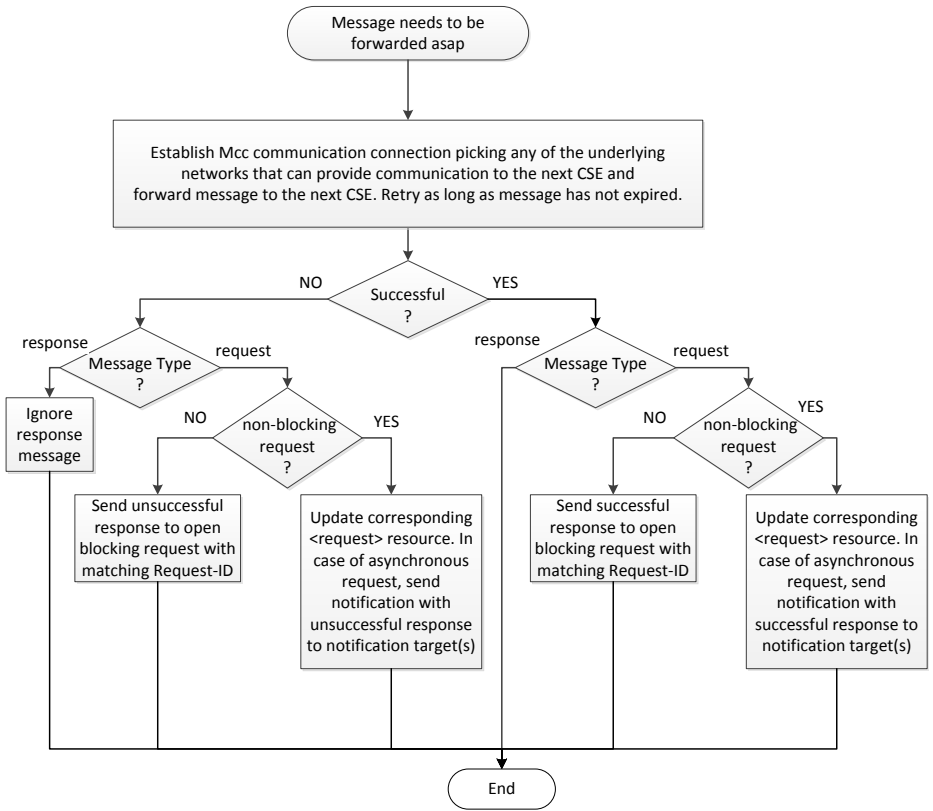 Message needs to be
forwarded asap
Establish Mcc communication connection picking any of the underlying
networks that can provide communication to the next CSE and
forward message to the next CSE. Retry as long as message has not expired.
NO
YES
Successful
?
response
request
Message Type
?
response
request
Message Type
?
Ignore
response
message
NO
YES
non-blocking
request
?
NO
YES
non-blocking
request
?
Send unsuccessful
response to open
blocking request with
matching Request-ID
Update corresponding
<request> resource. In
case of asynchronous
request, send
notification with
unsuccessful response
to notification target(s)
Send successful
response to open
blocking request with
matching Request-ID
Update corresponding
<request> resource. In
case of asynchronous
request, send
notification with
successful response to
notification target(s)
End